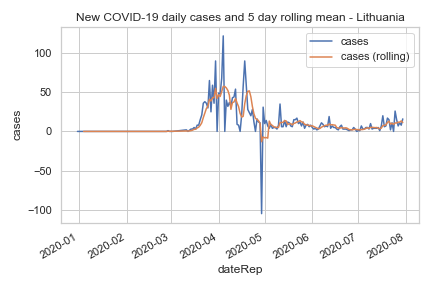 New COVID-19 daily cases and 5 day rolling mean - Lithuania
cases
cases (rolling)
100
50
0
−50
−100
cases
2020-01
2020-02
2020-03
2020-04
2020-05
2020-06
2020-07
2020-08
dateRep